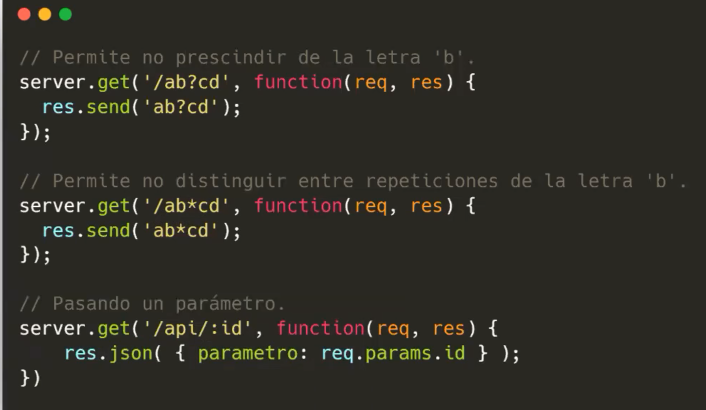 // Permite no prescindir de la letra 'b'.
server.get('/ab?cd', function(req, res) {
  res.send('ab?cd');
});

// Permite no distinguir entre repeticiones de la letra 'b'.
server.get('/ab*cd', function(req, res) {
  res.send('ab*cd');
});

// Pasando un parámetro.
server.get('/api/:id', function(req, res) {
    res.json( { parametro: req.params.id } );
})